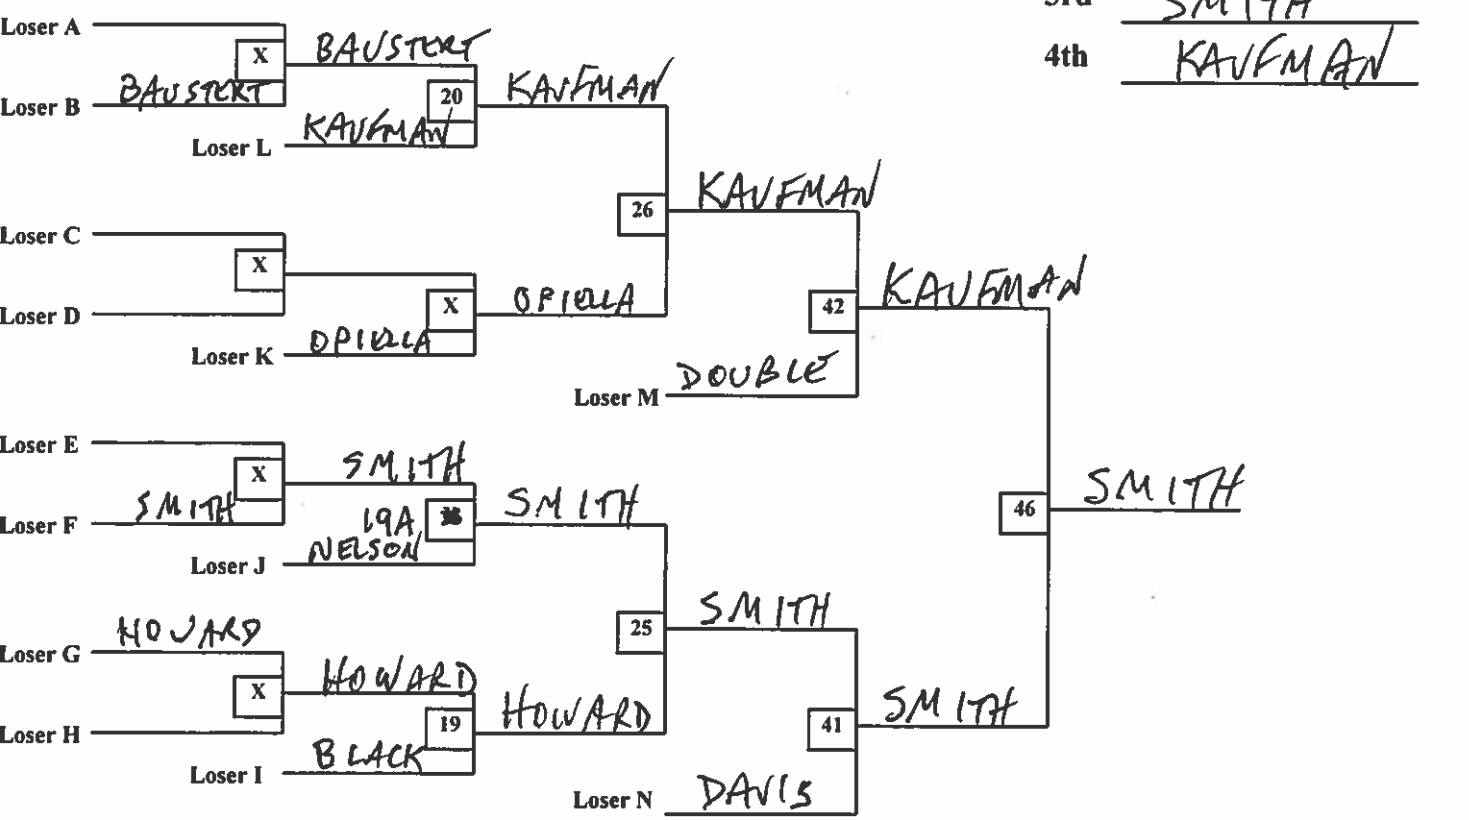 3rd SMITH
Loser A
4th KAUFMAN
X BAUSTERT
Loser B BAUSTERT
20 KAUFMAN
Loser L KAUFMAN
26 KAUFMAN
Loser C
X
Loser D
X OPIELLA
Loser K OPIELLA
42 KAUFMAN
Loser M DOUBLE
Loser E
X SMITH
Loser F SMITH
19A SMITH
Loser J NELSON
46 SMITH
25 SMITH
Loser G HOWARD
X HOWARD
Loser H
19 HOWARD
Loser I BLACK
41 SMITH
Loser N DAVIS